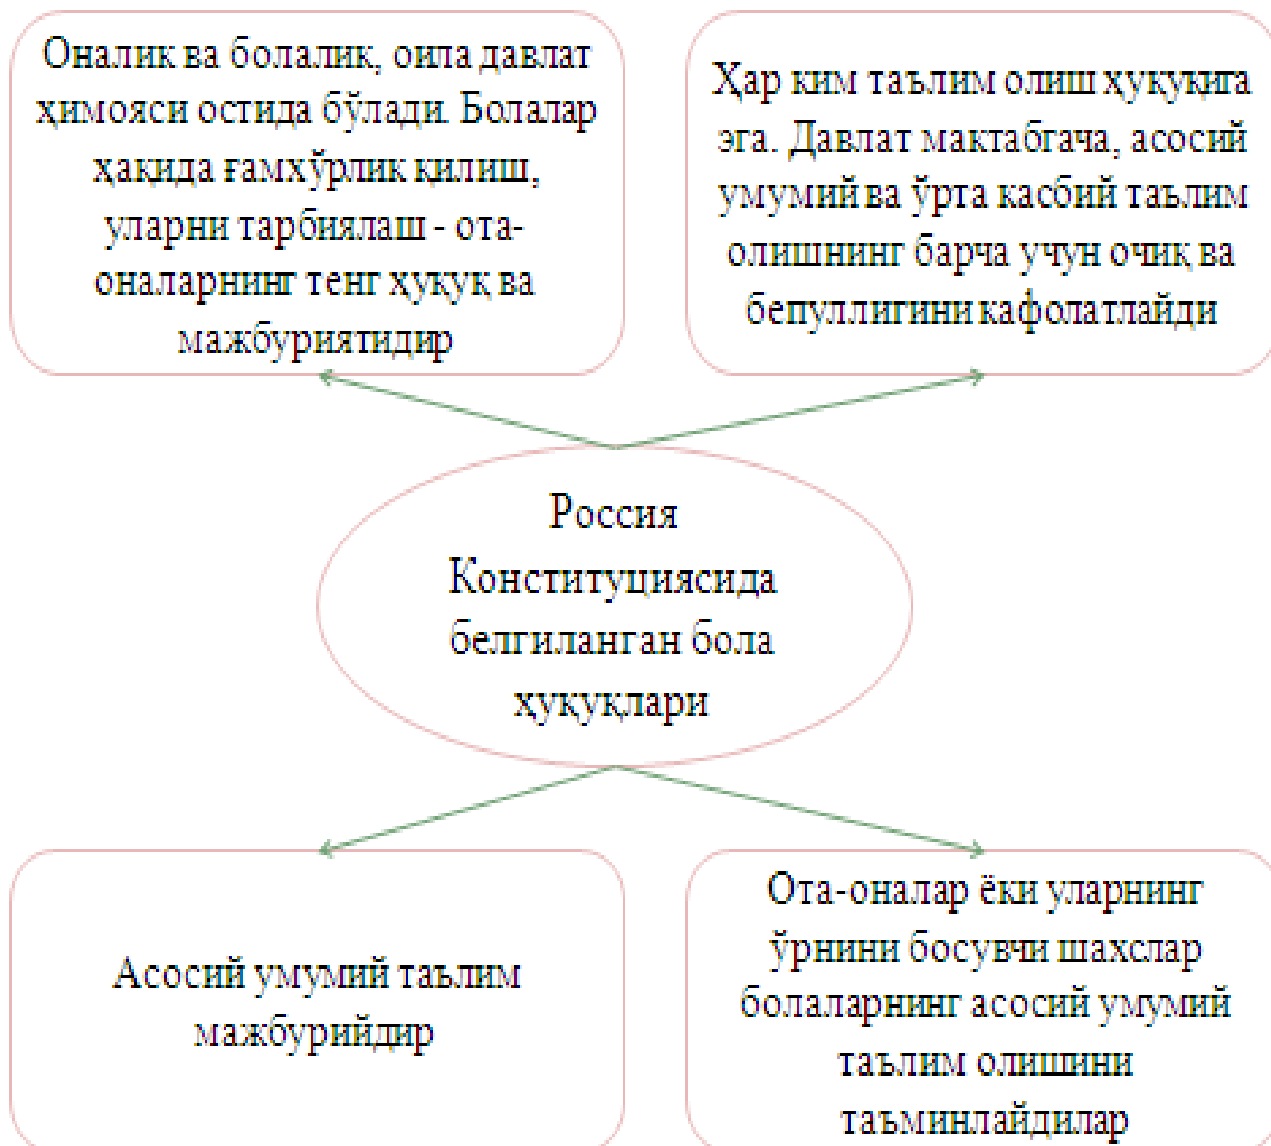 Оналик ва болалик, оила давлат
ҳимояси остида бўлади. Болалар
ҳақида ғамхўрлик қилиш,
уларни тарбиялаш - ота-
оналарнинг тенг ҳуқуқ ва
мажбуриятидир
Ҳар ким таълим олиш ҳуқуқига
эга. Давлат мактабгача, асосий
умумий ва ўрта касбий таълим
олишнинг барча учун очиқ ва
бепуллигини кафолатлайди
Россия
Конституциясида
белгиланган бола
ҳуқуқлари
Асосий умумий таълим
мажбурийдир
Ота-оналар ёки уларнинг
ўрнини босувчи шахслар
болаларнинг асосий умумий
таълим олишини
таъминлайдилар